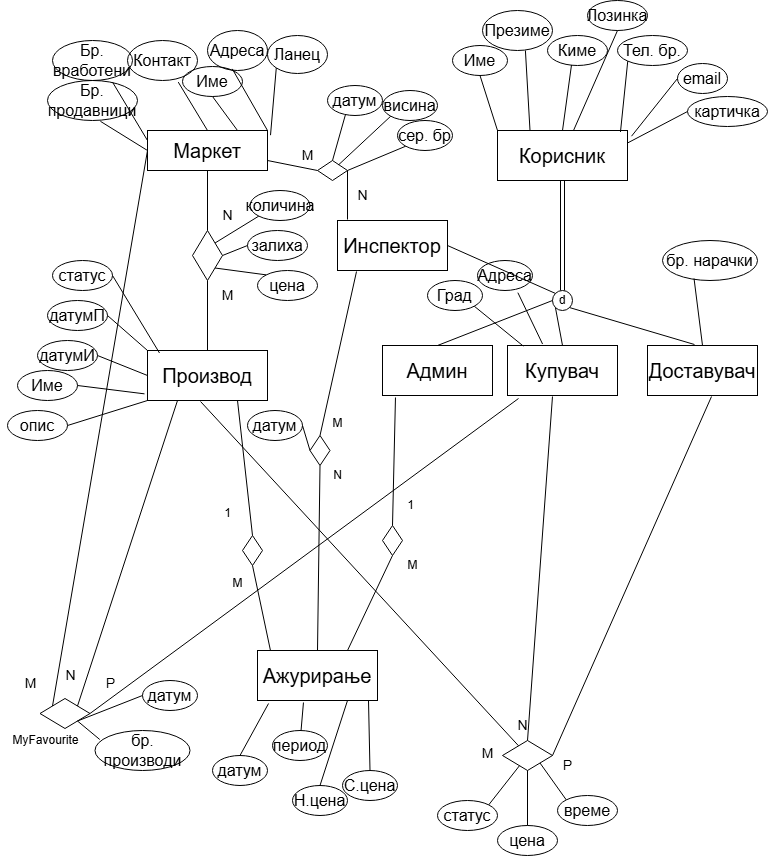 Бр.
вработени
Контакт
Адреса
Ланец
Име
Бр.
продавници
Маркет
Презиме
Лозинка
Име
Киме
Тел. бр.
email
картичка
Корисник
датум
висина
сер. бр
M
N
N
количина
залиха
цена
M
Инспектор
d
бр. нарачки
Адреса
Град
статус
датумП
датумИ
Име
опис
Производ
Админ
Купувач
Доставувач
датум
M
N
1
M
1
M
Ажурирање
M
N
P
MyFavourite
датум
бр.
производи
датум
период
Н.цена
С.цена
N
M
P
статус
цена
време